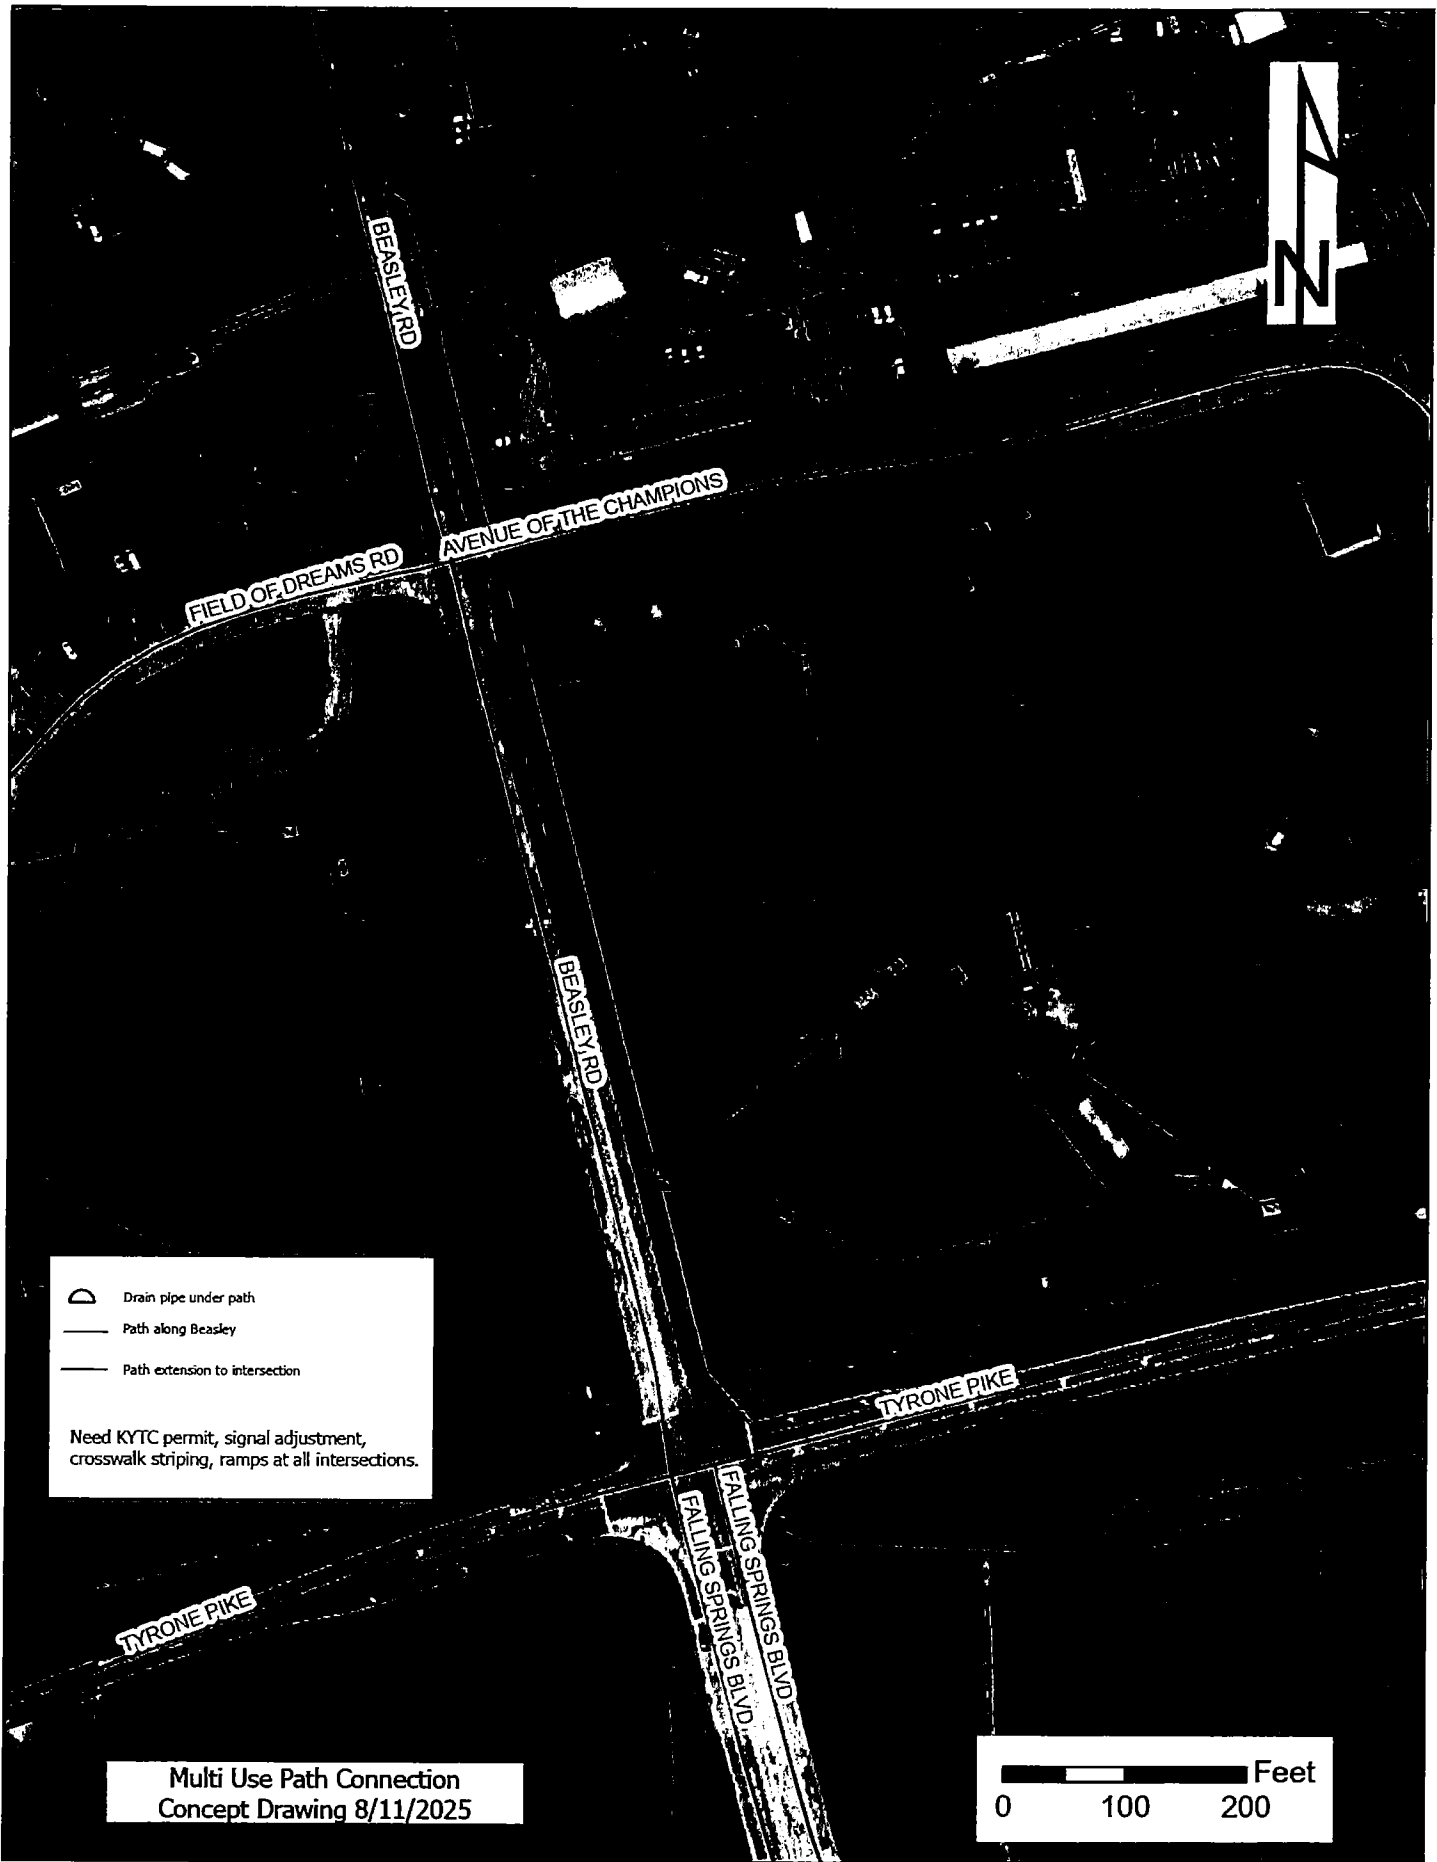 N
BEASLEY RD
AVENUE OF THE CHAMPIONS
FIELD OF DREAMS RD
BEASLEY RD
Drain pipe under path
Path along Beasley
Path extension to intersection
Need KYTC permit, signal adjustment,
crosswalk striping, ramps at all intersections.
TYRONE PIKE
FALLING SPRINGS BLVD
FALLING SPRINGS BLVD
TYRONE PIKE
Multi Use Path Connection
Concept Drawing 8/11/2025
Feet
0 100 200